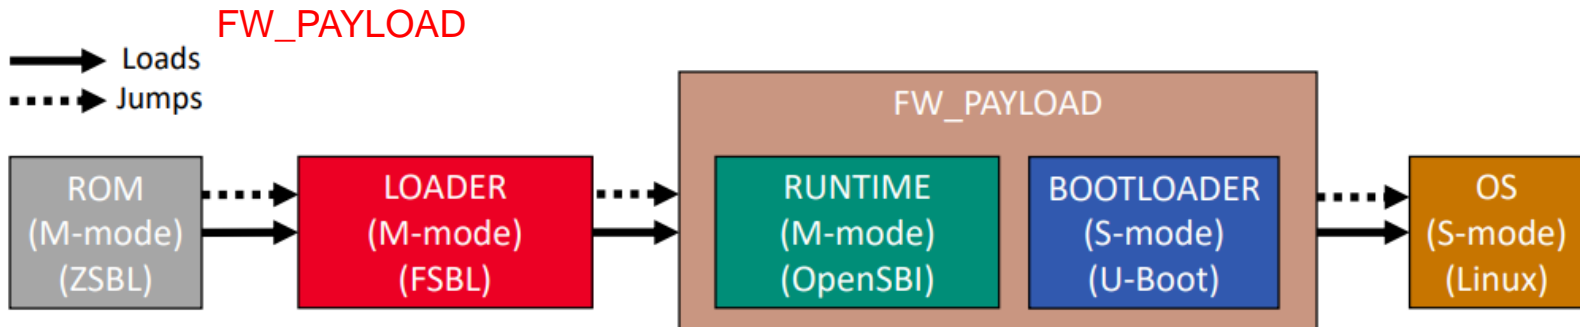 FW_PAYLOAD
Loads
Jumps
FW_PAYLOAD
ROM
(M-mode)
(ZSBL)
LOADER
(M-mode)
(FSBL)
RUNTIME
(M-mode)
(OpenSBI)
BOOTLOADER
(S-mode)
(U-Boot)
OS
(S-mode)
(Linux)